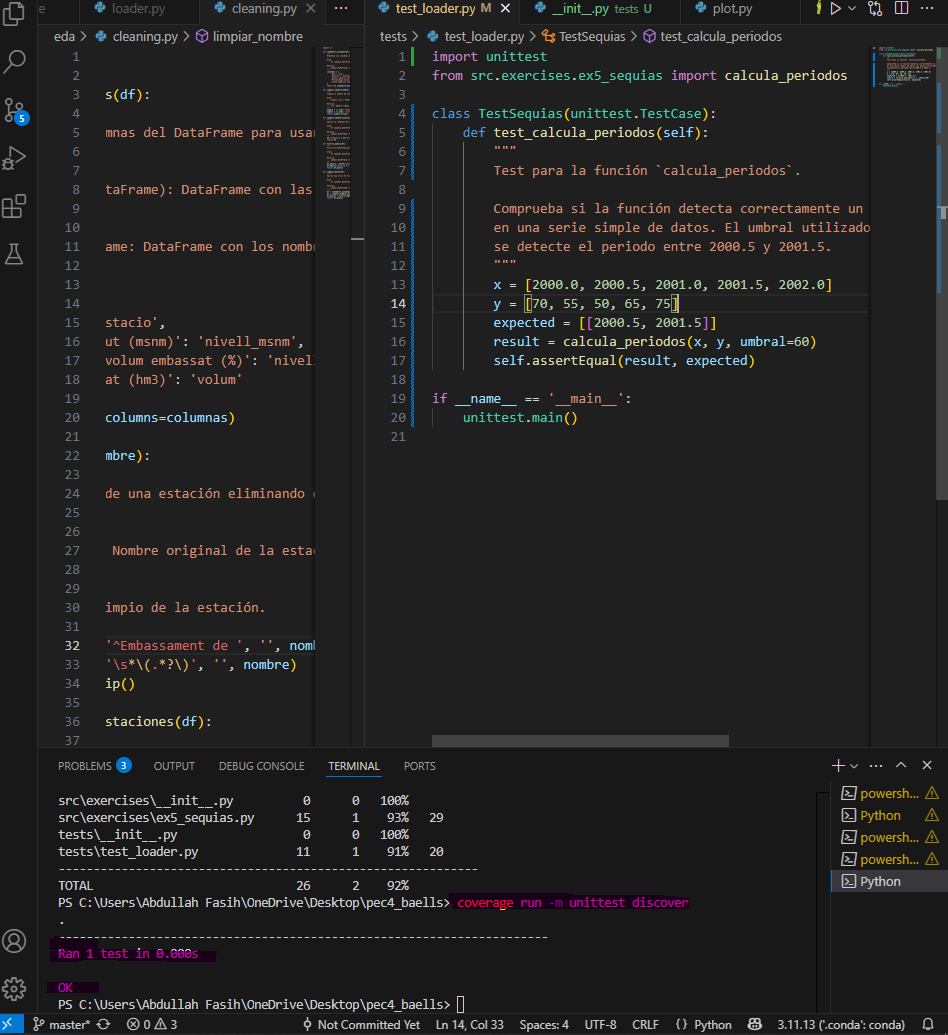 e loader.py cleaning.py ···
eda > cleaning.py > limpiar_nombre
1
2
3 s(df):
4
5 mnas del DataFrame para usar
6
7
8 taFrame): DataFrame con las
9
10
11 ame: DataFrame con los nombr
12
13
14
15 stacio',
16 ut (msnm)': 'nivell_msnm',
17 volum embassat (%)': 'nivell
18 at (hm3)': 'volum'
19
20 columns=columnas)
21
22 mbre):
23
24 de una estación eliminando
25
26
27 Nombre original de la esta
28
29
30 impio de la estación.
31
32 '^Embassament de ', '', nom
33 '\s*\(.*?\)', '', nombre)
34 ip()
35
36 staciones(df):
37
test_loader.py M __init__.py tests U plot.py ···
tests > test_loader.py > TestSequias > test_calcula_periodos
1 import unittest
2 from src.exercises.ex5_sequias import calcula_periodos
3
4 class TestSequias(unittest.TestCase):
5 def test_calcula_periodos(self):
6 """
7 Test para la función `calcula_periodos`.
8
9 Comprueba si la función detecta correctamente un
10 en una serie simple de datos. El umbral utilizado
11 se detecte el periodo entre 2000.5 y 2001.5.
12 """
13 x = [2000.0, 2000.5, 2001.0, 2001.5, 2002.0]
14 y = [70, 55, 50, 65, 75]
15 expected = [[2000.5, 2001.5]]
16 result = calcula_periodos(x, y, umbral=60)
17 self.assertEqual(result, expected)
18
19 if __name__ == '__main__':
20 unittest.main()
21
5
PROBLEMS 3 OUTPUT DEBUG CONSOLE TERMINAL PORTS
src\exercises\__init__.py 0 0 100%
src\exercises\ex5_sequias.py 15 1 93% 29
tests\__init__.py 0 0 100%
tests\test_loader.py 11 1 91% 20
---------------------------------------------------------
TOTAL 26 2 92%
PS C:\Users\Abdullah Fasih\OneDrive\Desktop\pec4_baells> coverage run -m unittest discover
.
----------------------------------------------------------------------
Ran 1 test in 0.000s
OK
PS C:\Users\Abdullah Fasih\OneDrive\Desktop\pec4_baells>
powersh...
Python
powersh...
powersh...
Python
master* 0 3 Not Committed Yet Ln 14, Col 33 Spaces: 4 UTF-8 CRLF {} Python 3.11.13 ('.conda': conda)